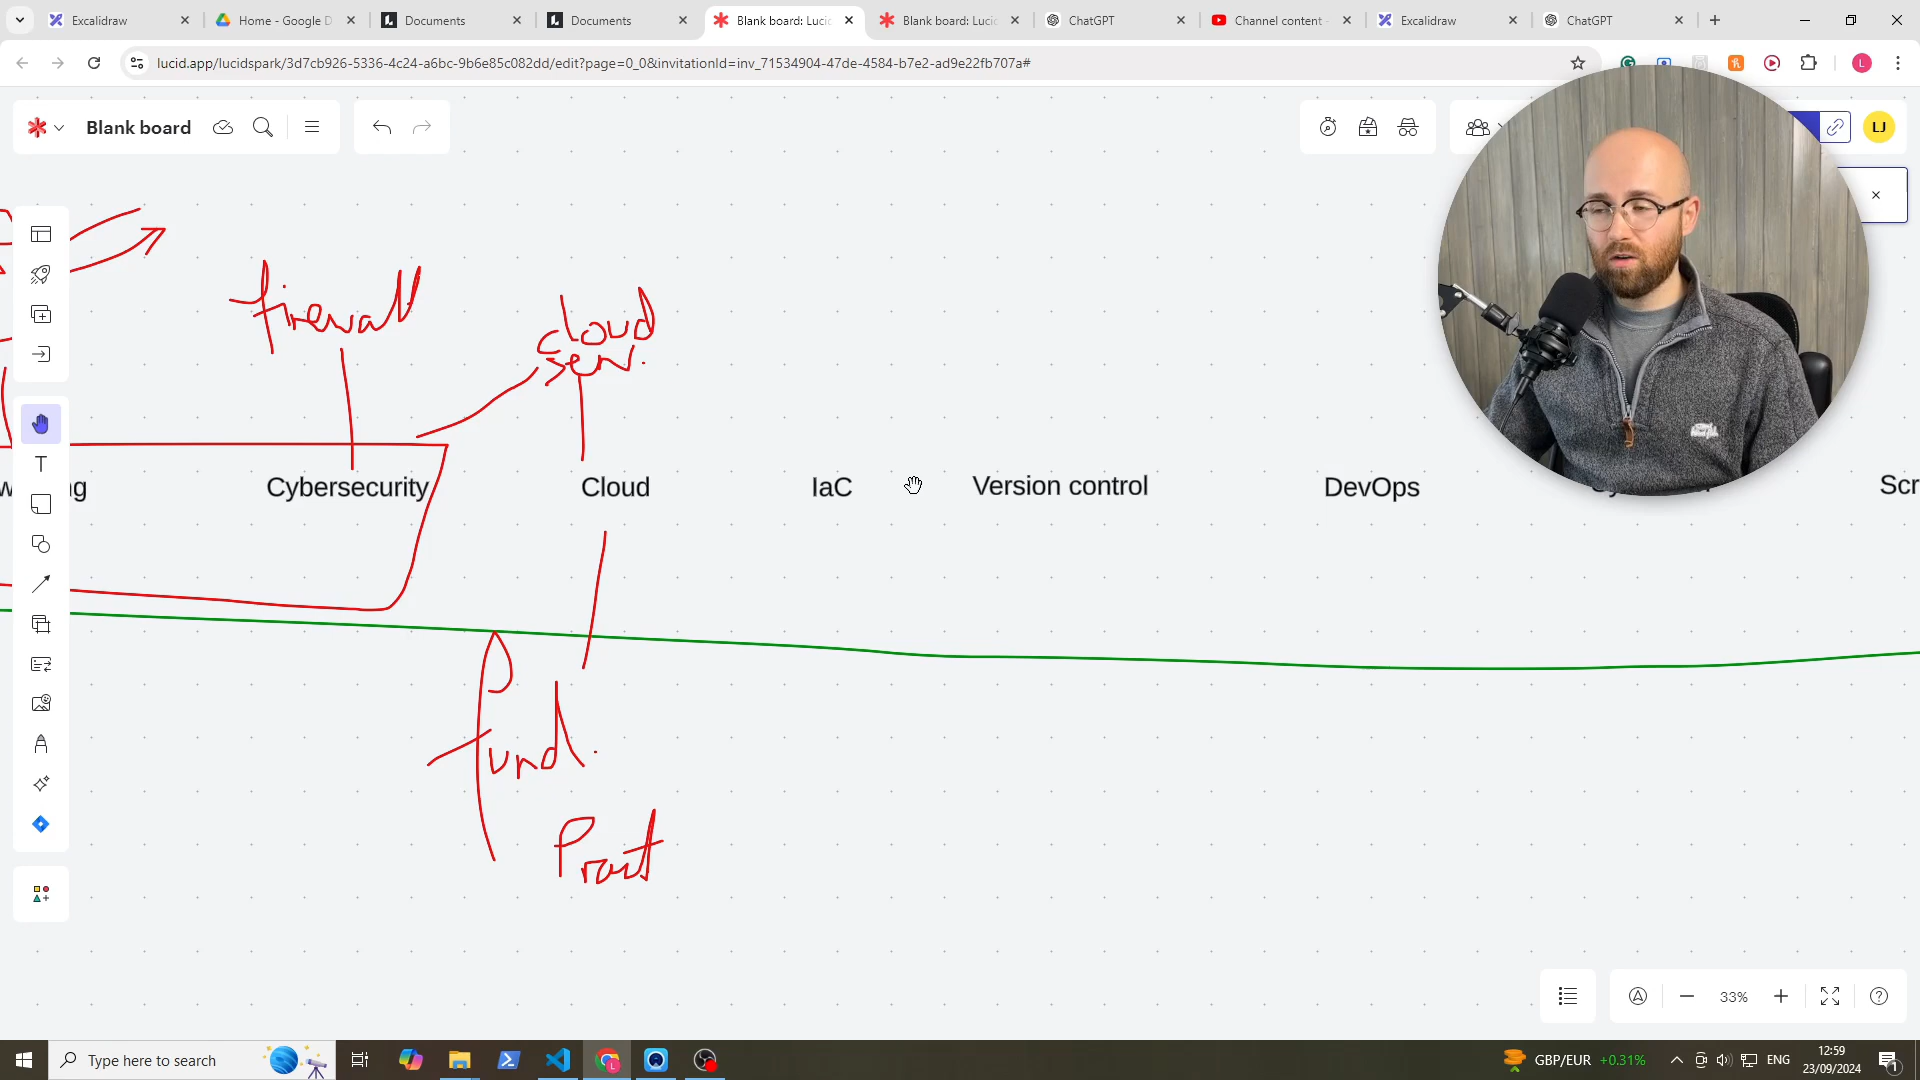 Excalidraw
Home - Google D
Documents
Documents
Blank board: Lucid
Blank board: Lucid
ChatGPT
Channel content -
Excalidraw
ChatGPT
lucid.app/lucidspark/3d7cb926-5336-4c24-a6bc-9b6e85c082dd/edit?page=0_0&invitationId=inv_71534904-47de-4584-b7e2-ad9e22fb707a#
Blank board
LJ
firewall
cloud
serv.
Cybersecurity
Cloud
IaC
Version control
DevOps
Scr
fund.
Pract
33%
Type here to search
GBP/EUR +0.31%
ENG
12:59
23/09/2024